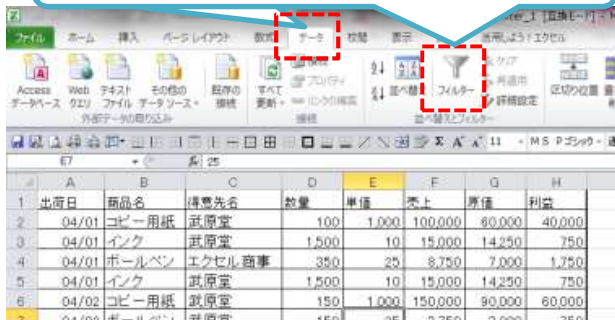 _1 [互換モード]
ファイル ホーム 挿入 ページ レイアウト 数式 データ 校閲 表示 活用しよう!エクセル
Access データベース Web クエリ テキスト ファイル その他の データ ソース 既存の 接続 すべて 更新 接続 プロパティ リンクの編集 並べ替え フィルター クリア 再適用 詳細設定 区切り位置
外部データの取り込み 接続 並べ替えとフィルター
11 MS Pゴシック
E7 fx 25
A B C D E F G H
1 出荷日 商品名 得意先名 数量 単価 売上 原価 利益
2 04/01 コピー用紙 武原堂 100 1,000 100,000 60,000 40,000
3 04/01 インク 武原堂 1,500 10 15,000 14,250 750
4 04/01 ボールペン エクセル商事 350 25 8,750 7,000 1,750
5 04/01 インク 武原堂 1,500 10 15,000 14,250 750
6 04/02 コピー用紙 武原堂 150 1,000 150,000 90,000 60,000